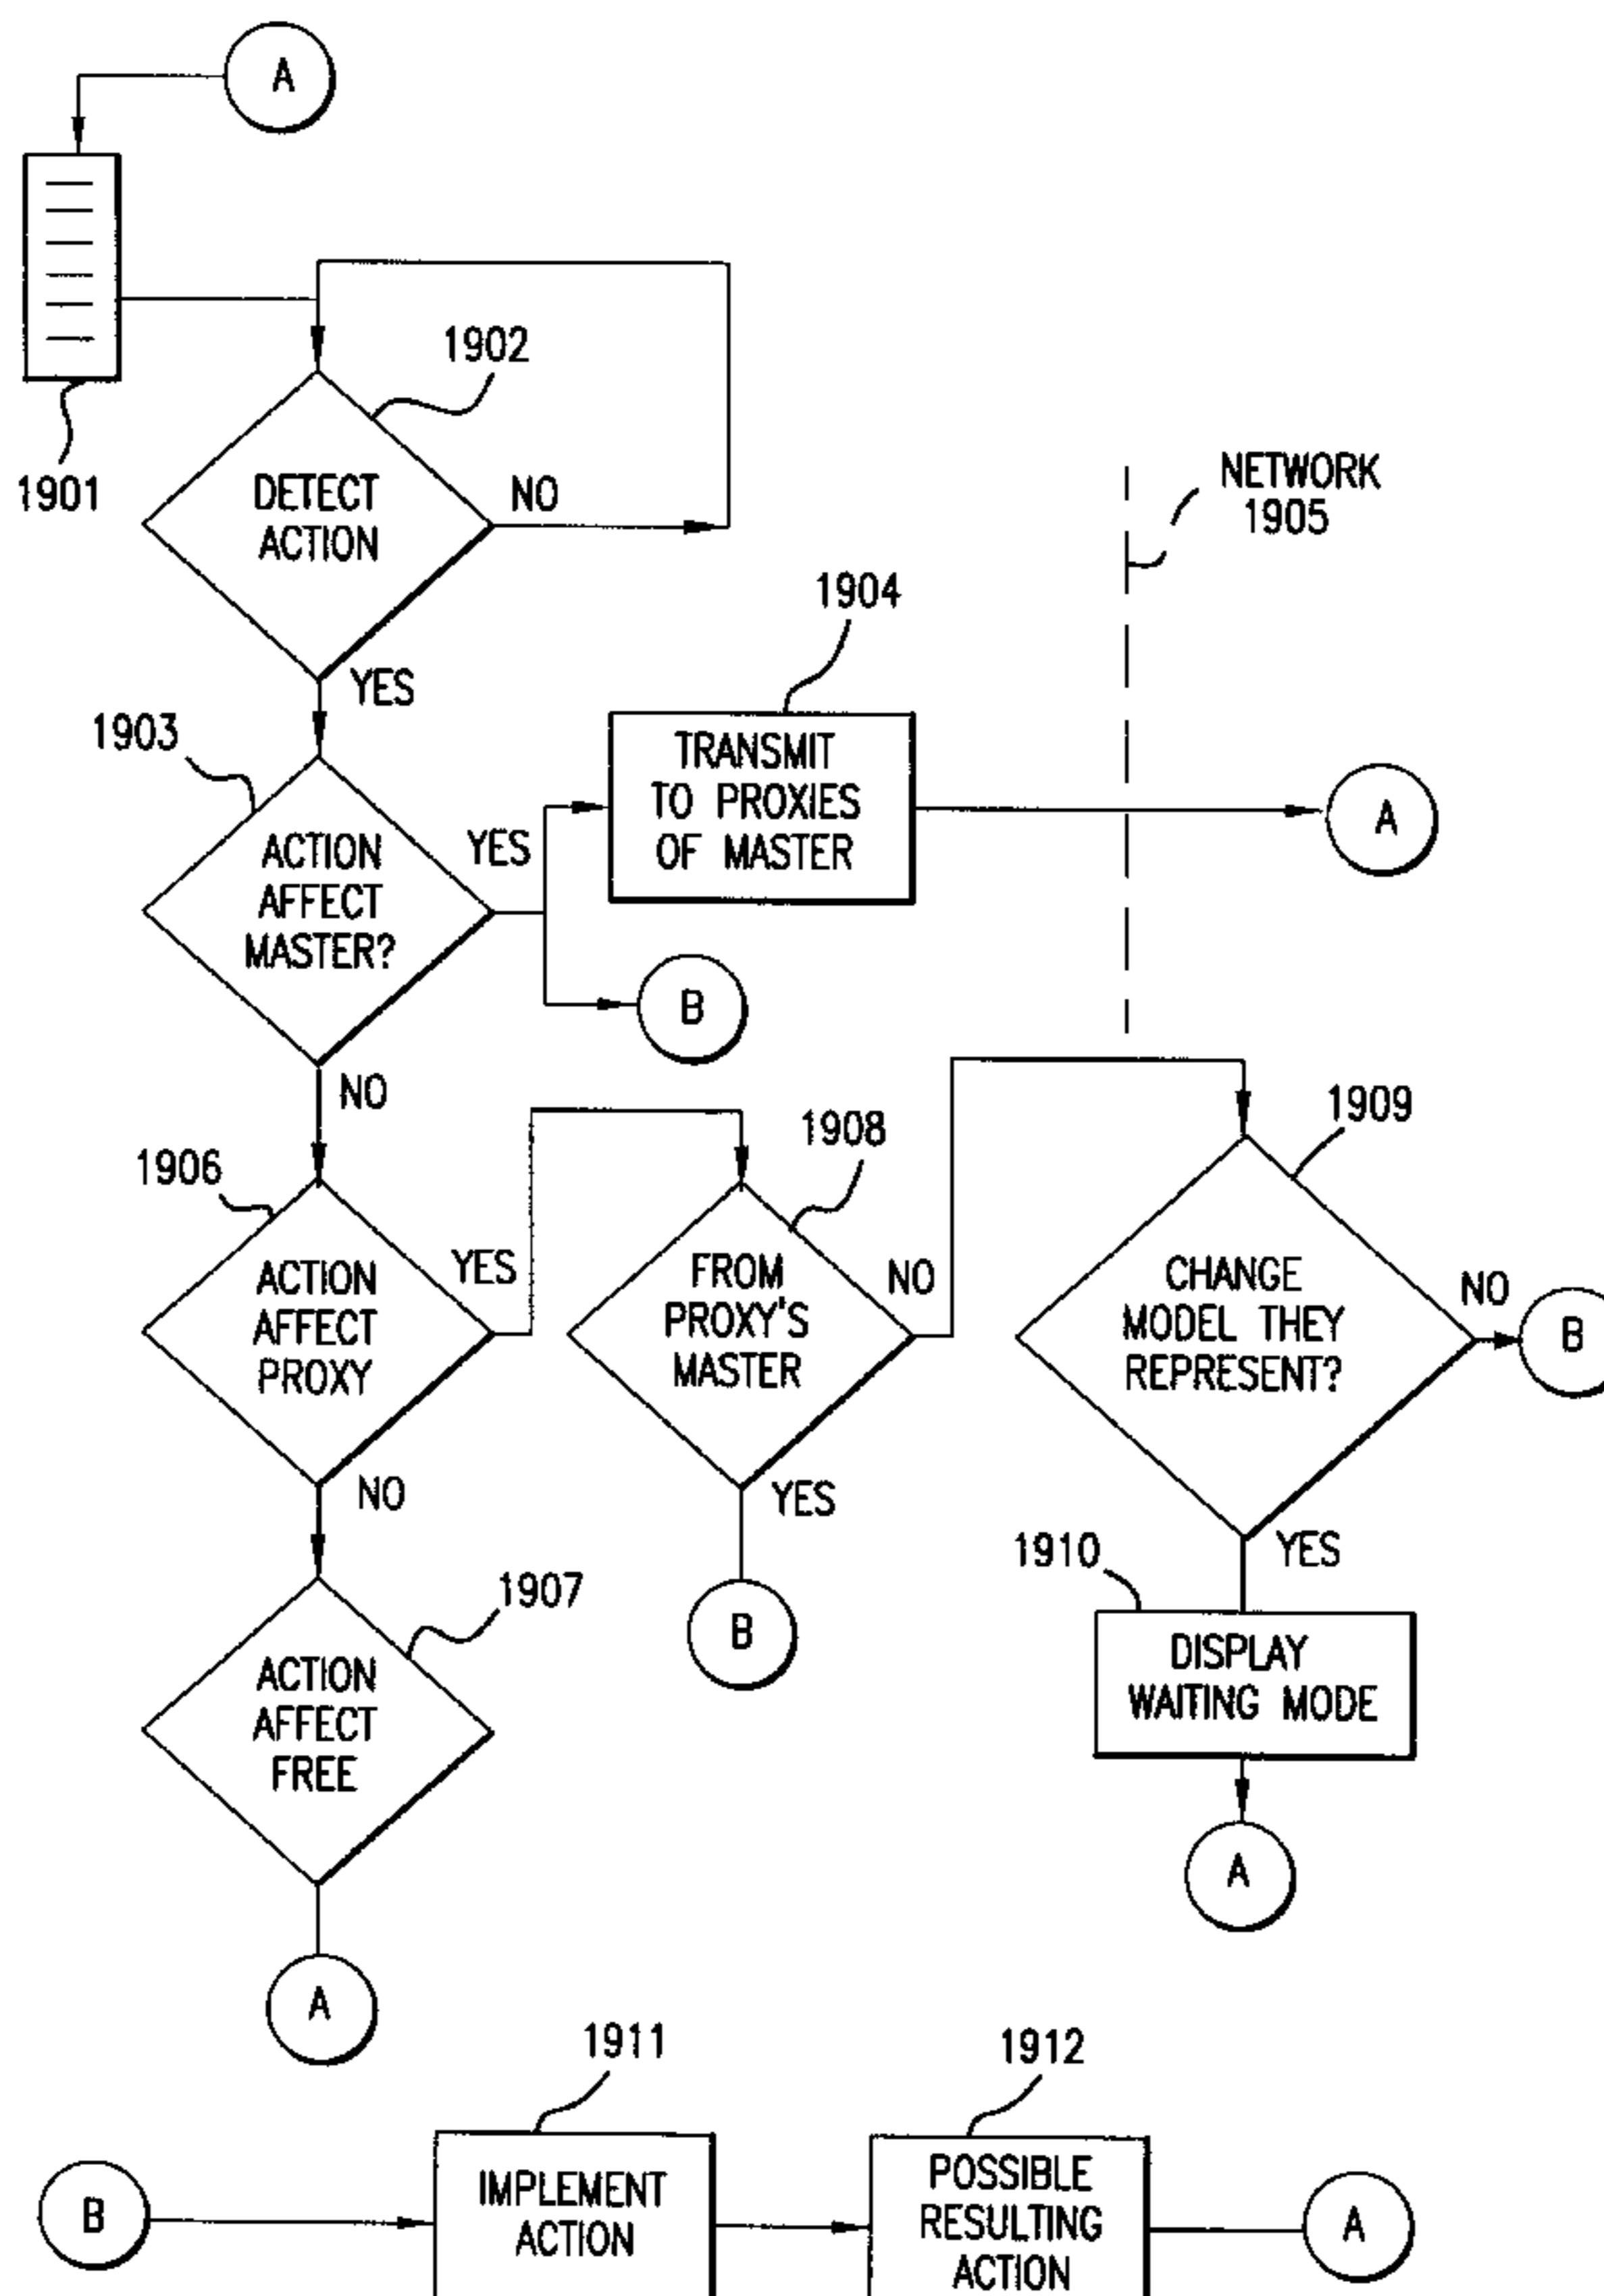 A
1901
1902
DETECT
ACTION
NO
YES
NETWORK
1905
1904
TRANSMIT
TO PROXIES
OF MASTER
A
1903
ACTION
AFFECT
MASTER?
YES
B
NO
1906
ACTION
AFFECT
PROXY
YES
NO
1908
FROM
PROXY'S
MASTER
NO
YES
B
1909
CHANGE
MODEL THEY
REPRESENT?
NO
B
YES
1910
DISPLAY
WAITING MODE
A
1907
ACTION
AFFECT
FREE
A
B
1911
IMPLEMENT
ACTION
1912
POSSIBLE
RESULTING
ACTION
A